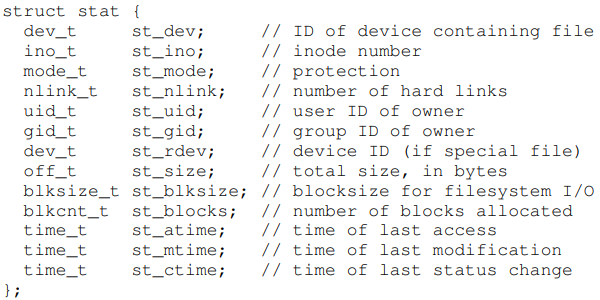 struct stat {
  dev_t     st_dev;     // ID of device containing file
  ino_t     st_ino;     // inode number
  mode_t    st_mode;    // protection
  nlink_t   st_nlink;   // number of hard links
  uid_t     st_uid;     // user ID of owner
  gid_t     st_gid;     // group ID of owner
  dev_t     st_rdev;    // device ID (if special file)
  off_t     st_size;    // total size, in bytes
  blksize_t st_blksize; // blocksize for filesystem I/O
  blkcnt_t  st_blocks;  // number of blocks allocated
  time_t    st_atime;   // time of last access
  time_t    st_mtime;   // time of last modification
  time_t    st_ctime;   // time of last status change
};